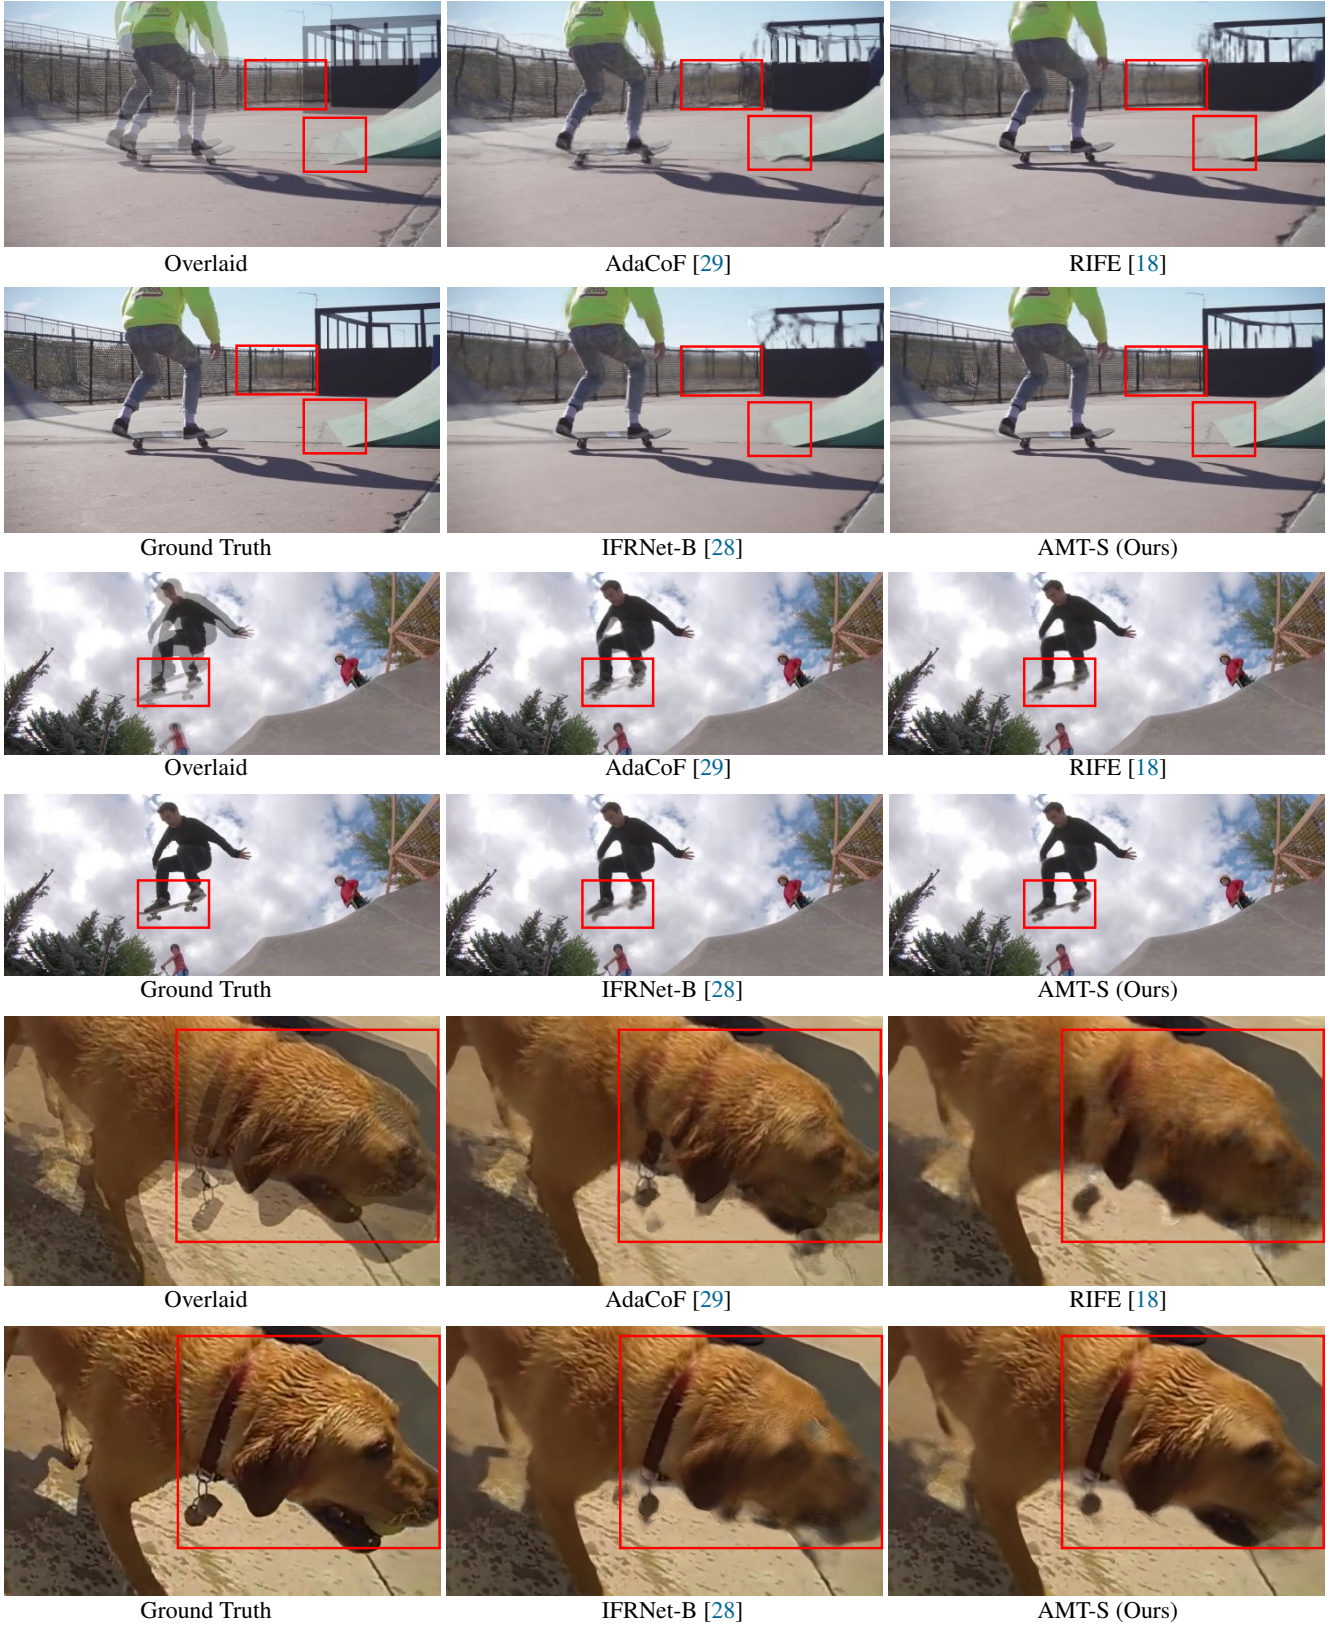 Overlaid
AdaCoF [29]
RIFE [18]
Ground Truth
IFRNet-B [28]
AMT-S (Ours)
Overlaid
AdaCoF [29]
RIFE [18]
Ground Truth
IFRNet-B [28]
AMT-S (Ours)
Overlaid
AdaCoF [29]
RIFE [18]
Ground Truth
IFRNet-B [28]
AMT-S (Ours)